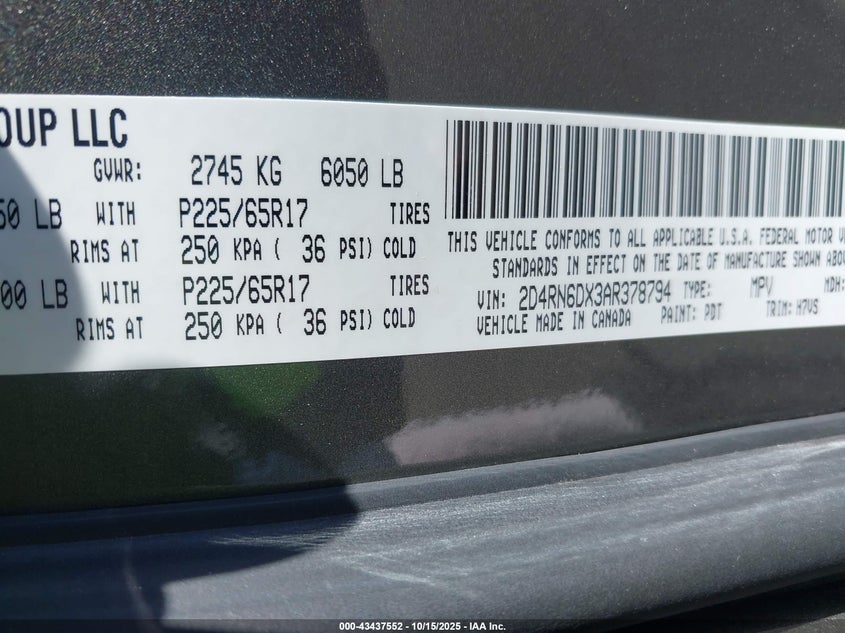 OUP LLC
GVWR: 2745 KG 6050 LB
50 LB WITH P225/65R17 TIRES
RIMS AT 250 KPA ( 36 PSI) COLD
00 LB WITH P225/65R17 TIRES
RIMS AT 250 KPA ( 36 PSI) COLD
THIS VEHICLE CONFORMS TO ALL APPLICABLE U.S.A. FEDERAL MOTOR V
STANDARDS IN EFFECT ON THE DATE OF MANUFACTURE SHOWN ABOV
VIN: 2D4RN6DX3AR378794 TYPE: MPV MDH:
VEHICLE MADE IN CANADA PAINT: PDT TRIM: H7VS
000-43437552 | 10/15/2025 - IAA Inc.